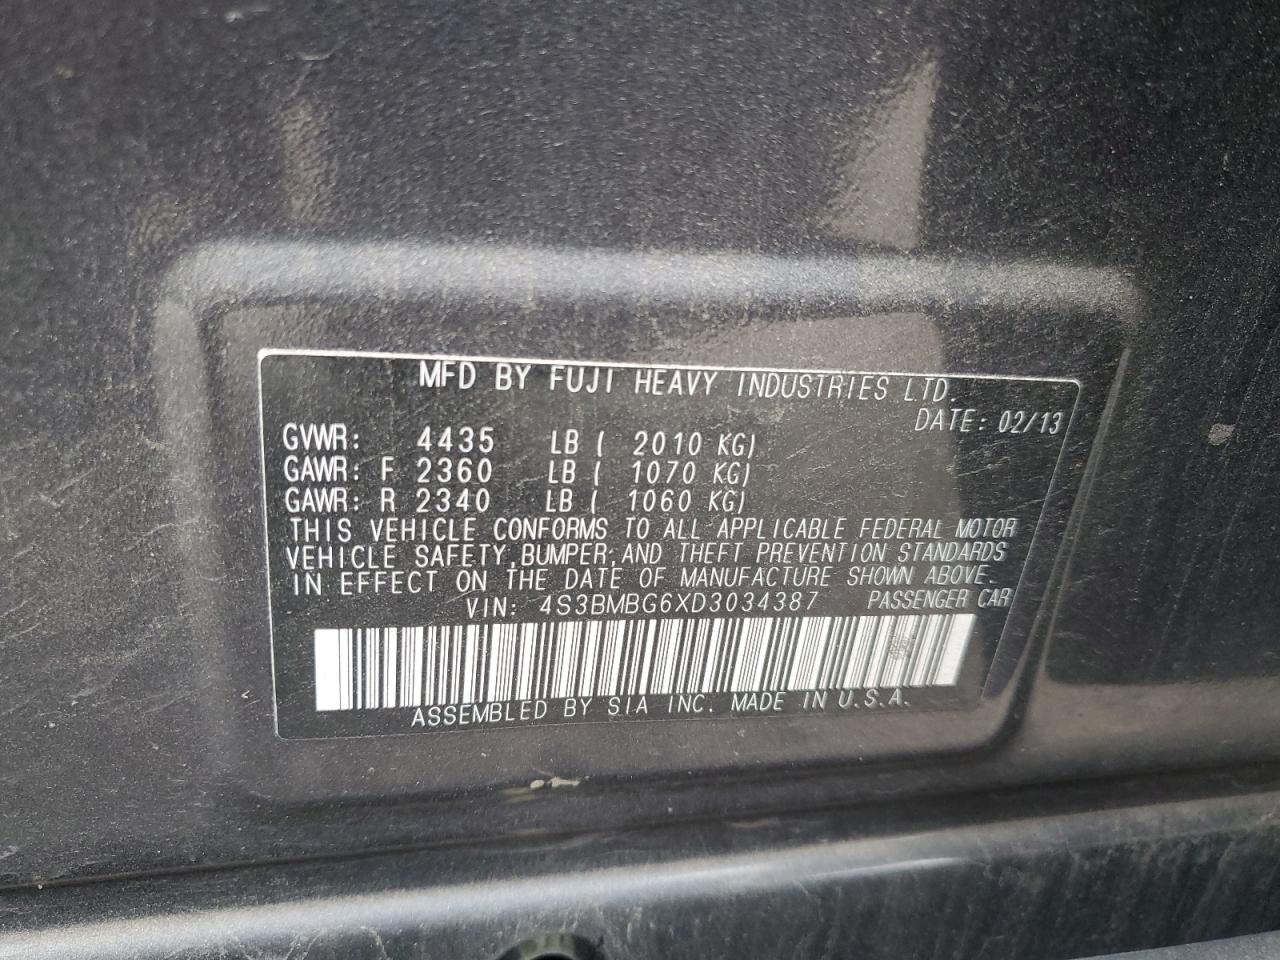 MFD BY FUJI HEAVY INDUSTRIES LTD.
DATE: 02/13
GVWR: 4435 LB ( 2010 KG)
GAWR: F 2360 LB ( 1070 KG)
GAWR: R 2340 LB ( 1060 KG)
THIS VEHICLE CONFORMS TO ALL APPLICABLE FEDERAL MOTOR
VEHICLE SAFETY, BUMPER, AND THEFT PREVENTION STANDARDS
IN EFFECT ON THE DATE OF MANUFACTURE SHOWN ABOVE.
VIN: 4S3BMBG6XD3034387 PASSENGER CAR
ASSEMBLED BY SIA INC. MADE IN U.S.A.